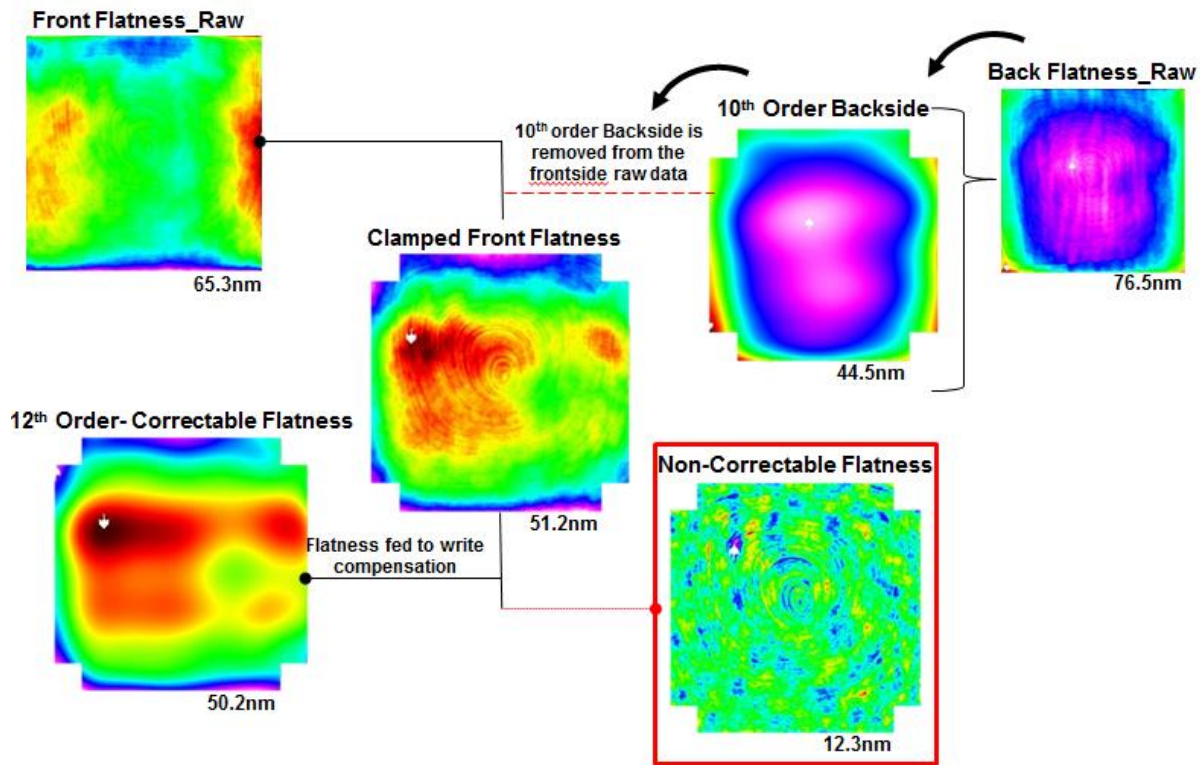 Front Flatness_Raw
65.3nm
10th order Backside is
removed from the
frontside raw data
10th Order Backside
44.5nm
Back Flatness_Raw
76.5nm
Clamped Front Flatness
51.2nm
12th Order- Correctable Flatness
50.2nm
Flatness fed to write
compensation
Non-Correctable Flatness
12.3nm